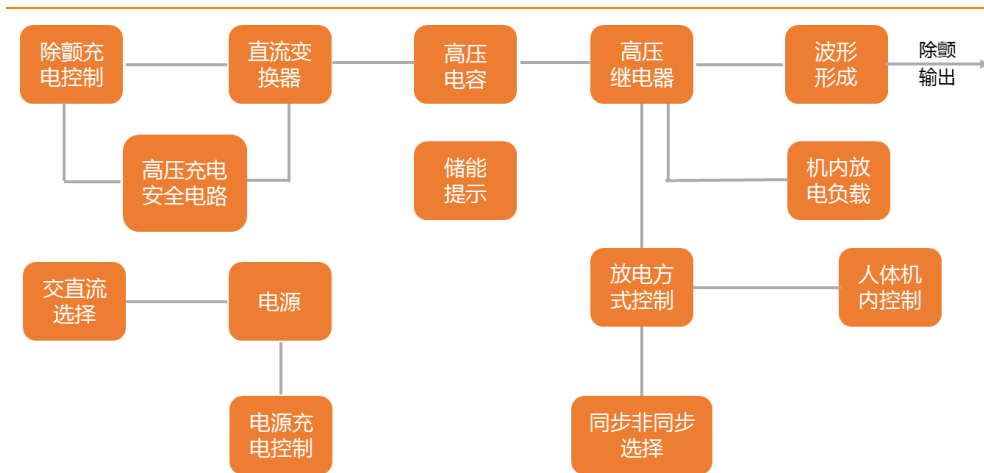 除颤充
电控制
直流变
换器
高压
电容
高压
继电器
波形
形成
除颤
输出
高压充电
安全电路
储能
提示
机内放
电负载
交直流
选择
电源
放电方
式控制
人体机
内控制
电源充
电控制
同步非同步
选择